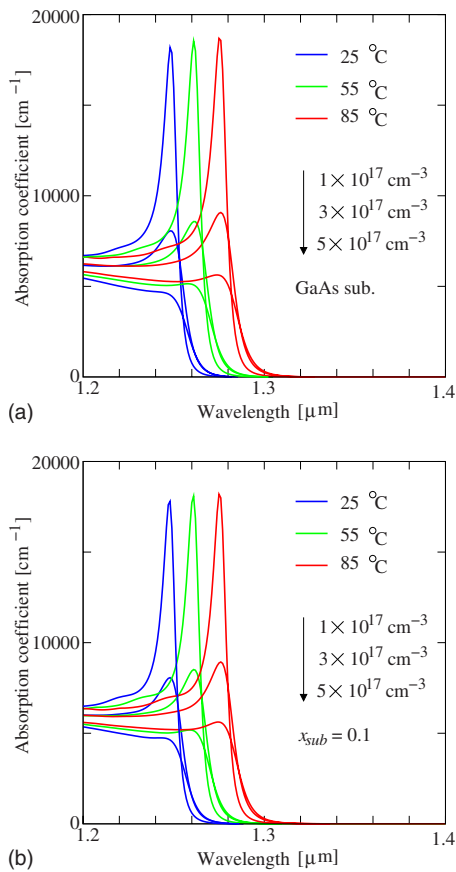 20000
10000
0
1.2
1.3
1.4
Absorption coefficient [cm⁻¹]
Wavelength [μm]
25 °C
55 °C
85 °C
1 × 10¹⁷ cm⁻³
3 × 10¹⁷ cm⁻³
5 × 10¹⁷ cm⁻³
GaAs sub.
(a)
20000
10000
0
1.2
1.3
1.4
Absorption coefficient [cm⁻¹]
Wavelength [μm]
25 °C
55 °C
85 °C
1 × 10¹⁷ cm⁻³
3 × 10¹⁷ cm⁻³
5 × 10¹⁷ cm⁻³
x_sub = 0.1
(b)